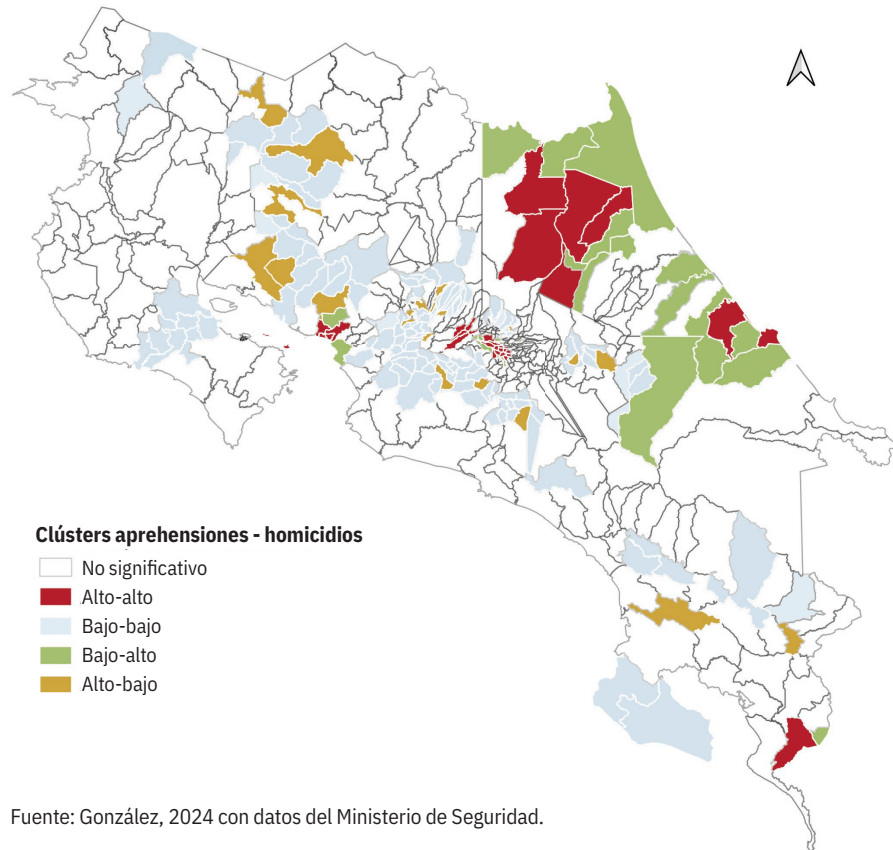 Clústers aprehensiones - homicidios
No significativo
Alto-alto
Bajo-bajo
Bajo-alto
Alto-bajo
Fuente: González, 2024 con datos del Ministerio de Seguridad.